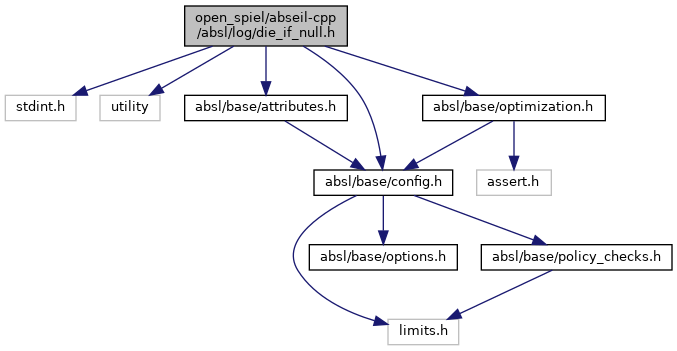 open_spiel/abseil-cpp
/absl/log/die_if_null.h
stdint.h
utility
absl/base/attributes.h
absl/base/optimization.h
absl/base/config.h
assert.h
absl/base/options.h
absl/base/policy_checks.h
limits.h